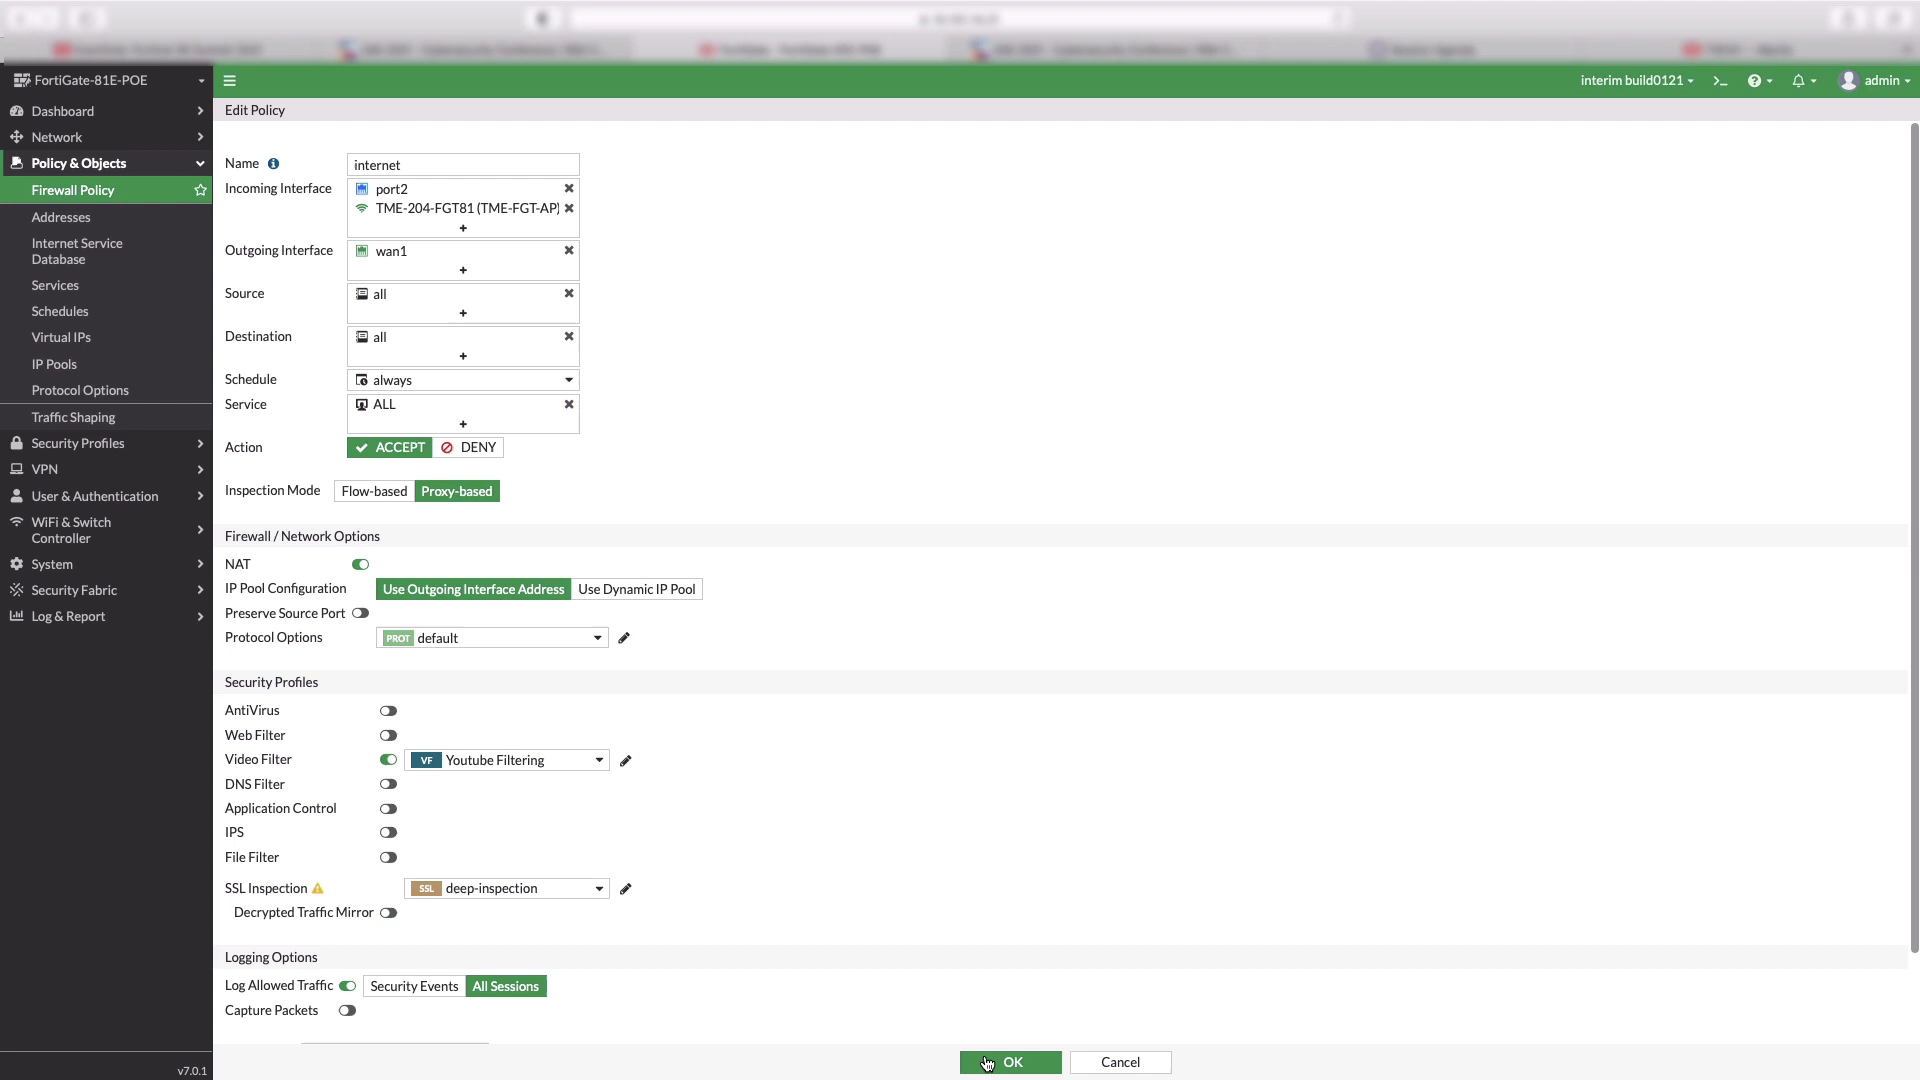 FortiGate-81E-POE
interim build0121
>_
admin
Dashboard
Network
Policy & Objects
Firewall Policy
Addresses
Internet Service
Database
Services
Schedules
Virtual IPs
IP Pools
Protocol Options
Traffic Shaping
Security Profiles
VPN
User & Authentication
WiFi & Switch
Controller
System
Security Fabric
Log & Report
v7.0.1
Edit Policy
Name internet
Incoming Interface port2
TME-204-FGT81 (TME-FGT-AP)
+
Outgoing Interface wan1
+
Source all
+
Destination all
+
Schedule always
Service ALL
+
Action ACCEPT DENY
Inspection Mode Flow-based Proxy-based
Firewall / Network Options
NAT
IP Pool Configuration Use Outgoing Interface Address Use Dynamic IP Pool
Preserve Source Port
Protocol Options PROT default
Security Profiles
AntiVirus
Web Filter
Video Filter VF Youtube Filtering
DNS Filter
Application Control
IPS
File Filter
SSL Inspection SSL deep-inspection
Decrypted Traffic Mirror
Logging Options
Log Allowed Traffic Security Events All Sessions
Capture Packets
OK Cancel